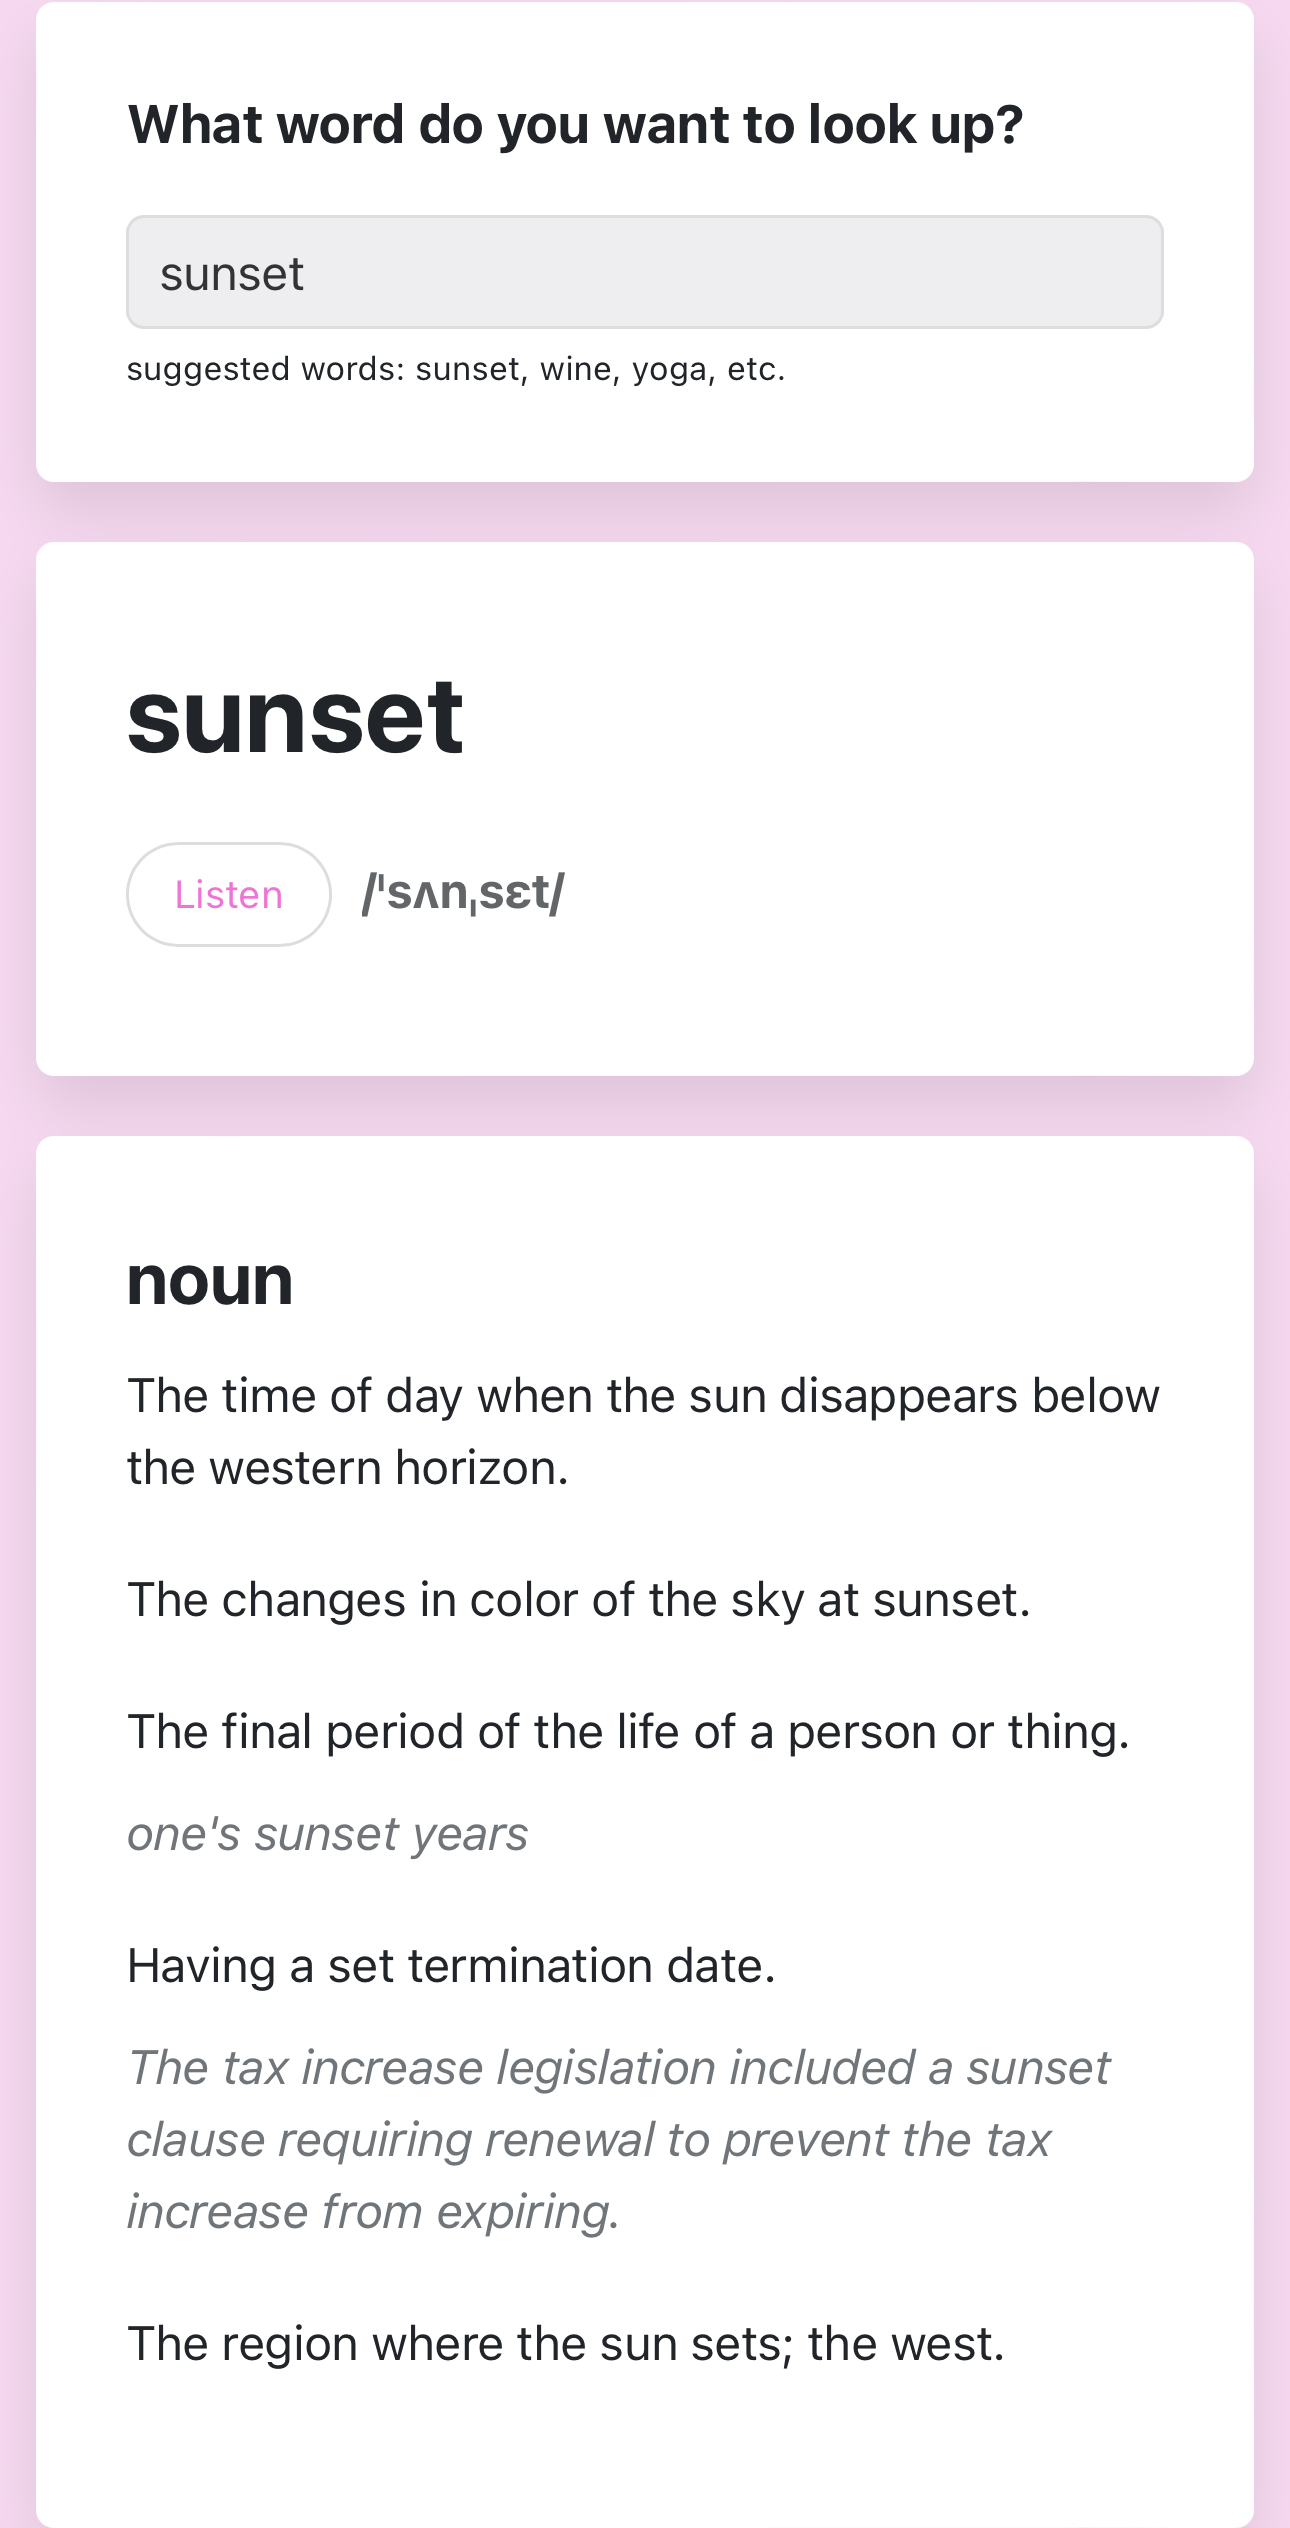 What word do you want to look up?
sunset
suggested words: sunset, wine, yoga, etc.
sunset
Listen /ˈsʌnˌsɛt/
noun
The time of day when the sun disappears below
the western horizon.
The changes in color of the sky at sunset.
The final period of the life of a person or thing.
one's sunset years
Having a set termination date.
The tax increase legislation included a sunset
clause requiring renewal to prevent the tax
increase from expiring.
The region where the sun sets; the west.